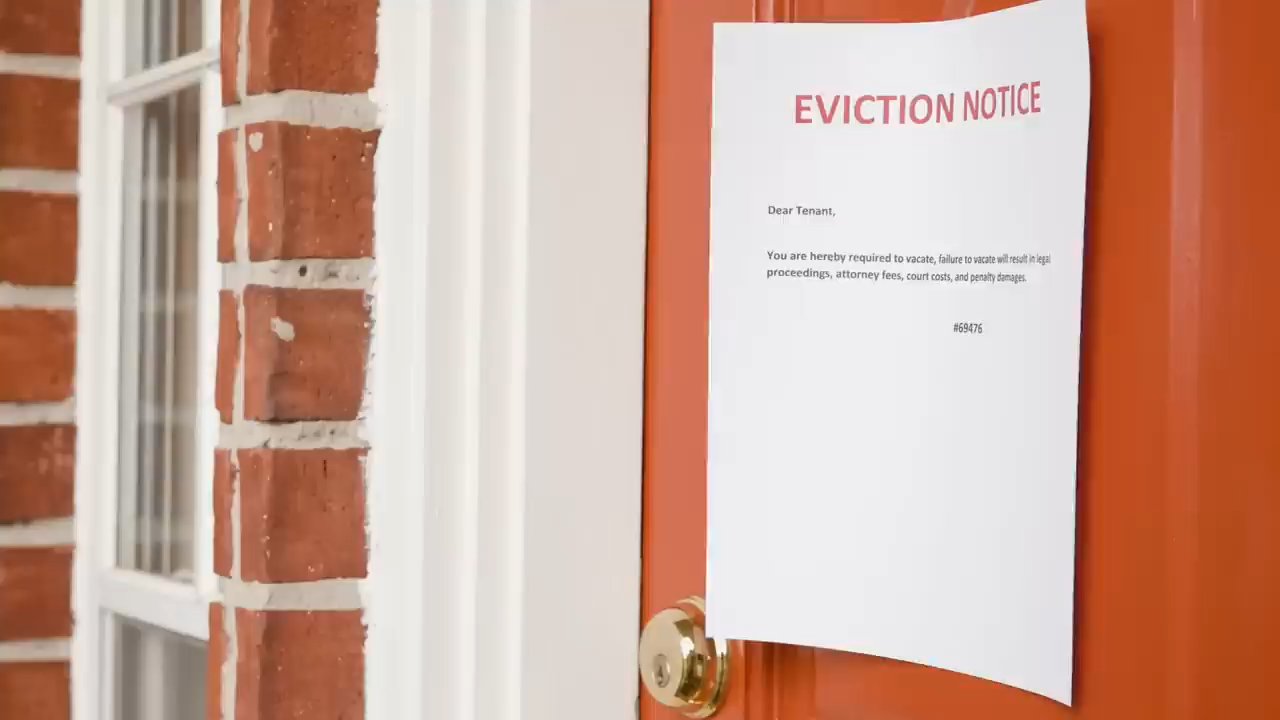 EVICTION NOTICE
Dear Tenant,
You are hereby required to vacate, failure to vacate will result in legal
proceedings, attorney fees, court costs, and penalty damages.
#69476